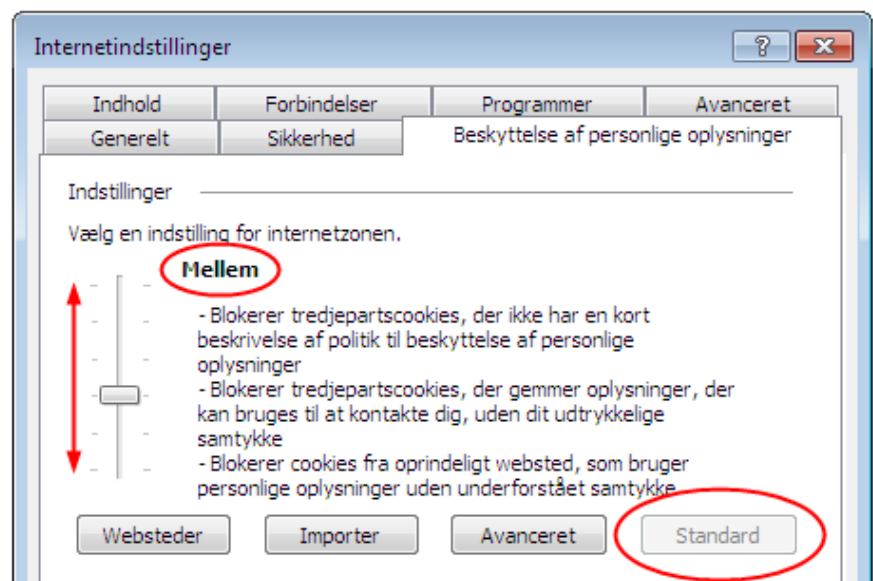 Internetindstillinger
?
Indhold Forbindelser Programmer Avanceret
Generelt Sikkerhed Beskyttelse af personlige oplysninger
Indstillinger
Vælg en indstilling for internetzonen.
Mellem
- Blokerer tredjepartscookies, der ikke har en kort
beskrivelse af politik til beskyttelse af personlige
oplysninger
- Blokerer tredjepartscookies, der gemmer oplysninger, der
kan bruges til at kontakte dig, uden dit udtrykkelige
samtykke
- Blokerer cookies fra oprindeligt websted, som bruger
personlige oplysninger uden underforstået samtykke
Websteder Importer Avanceret Standard